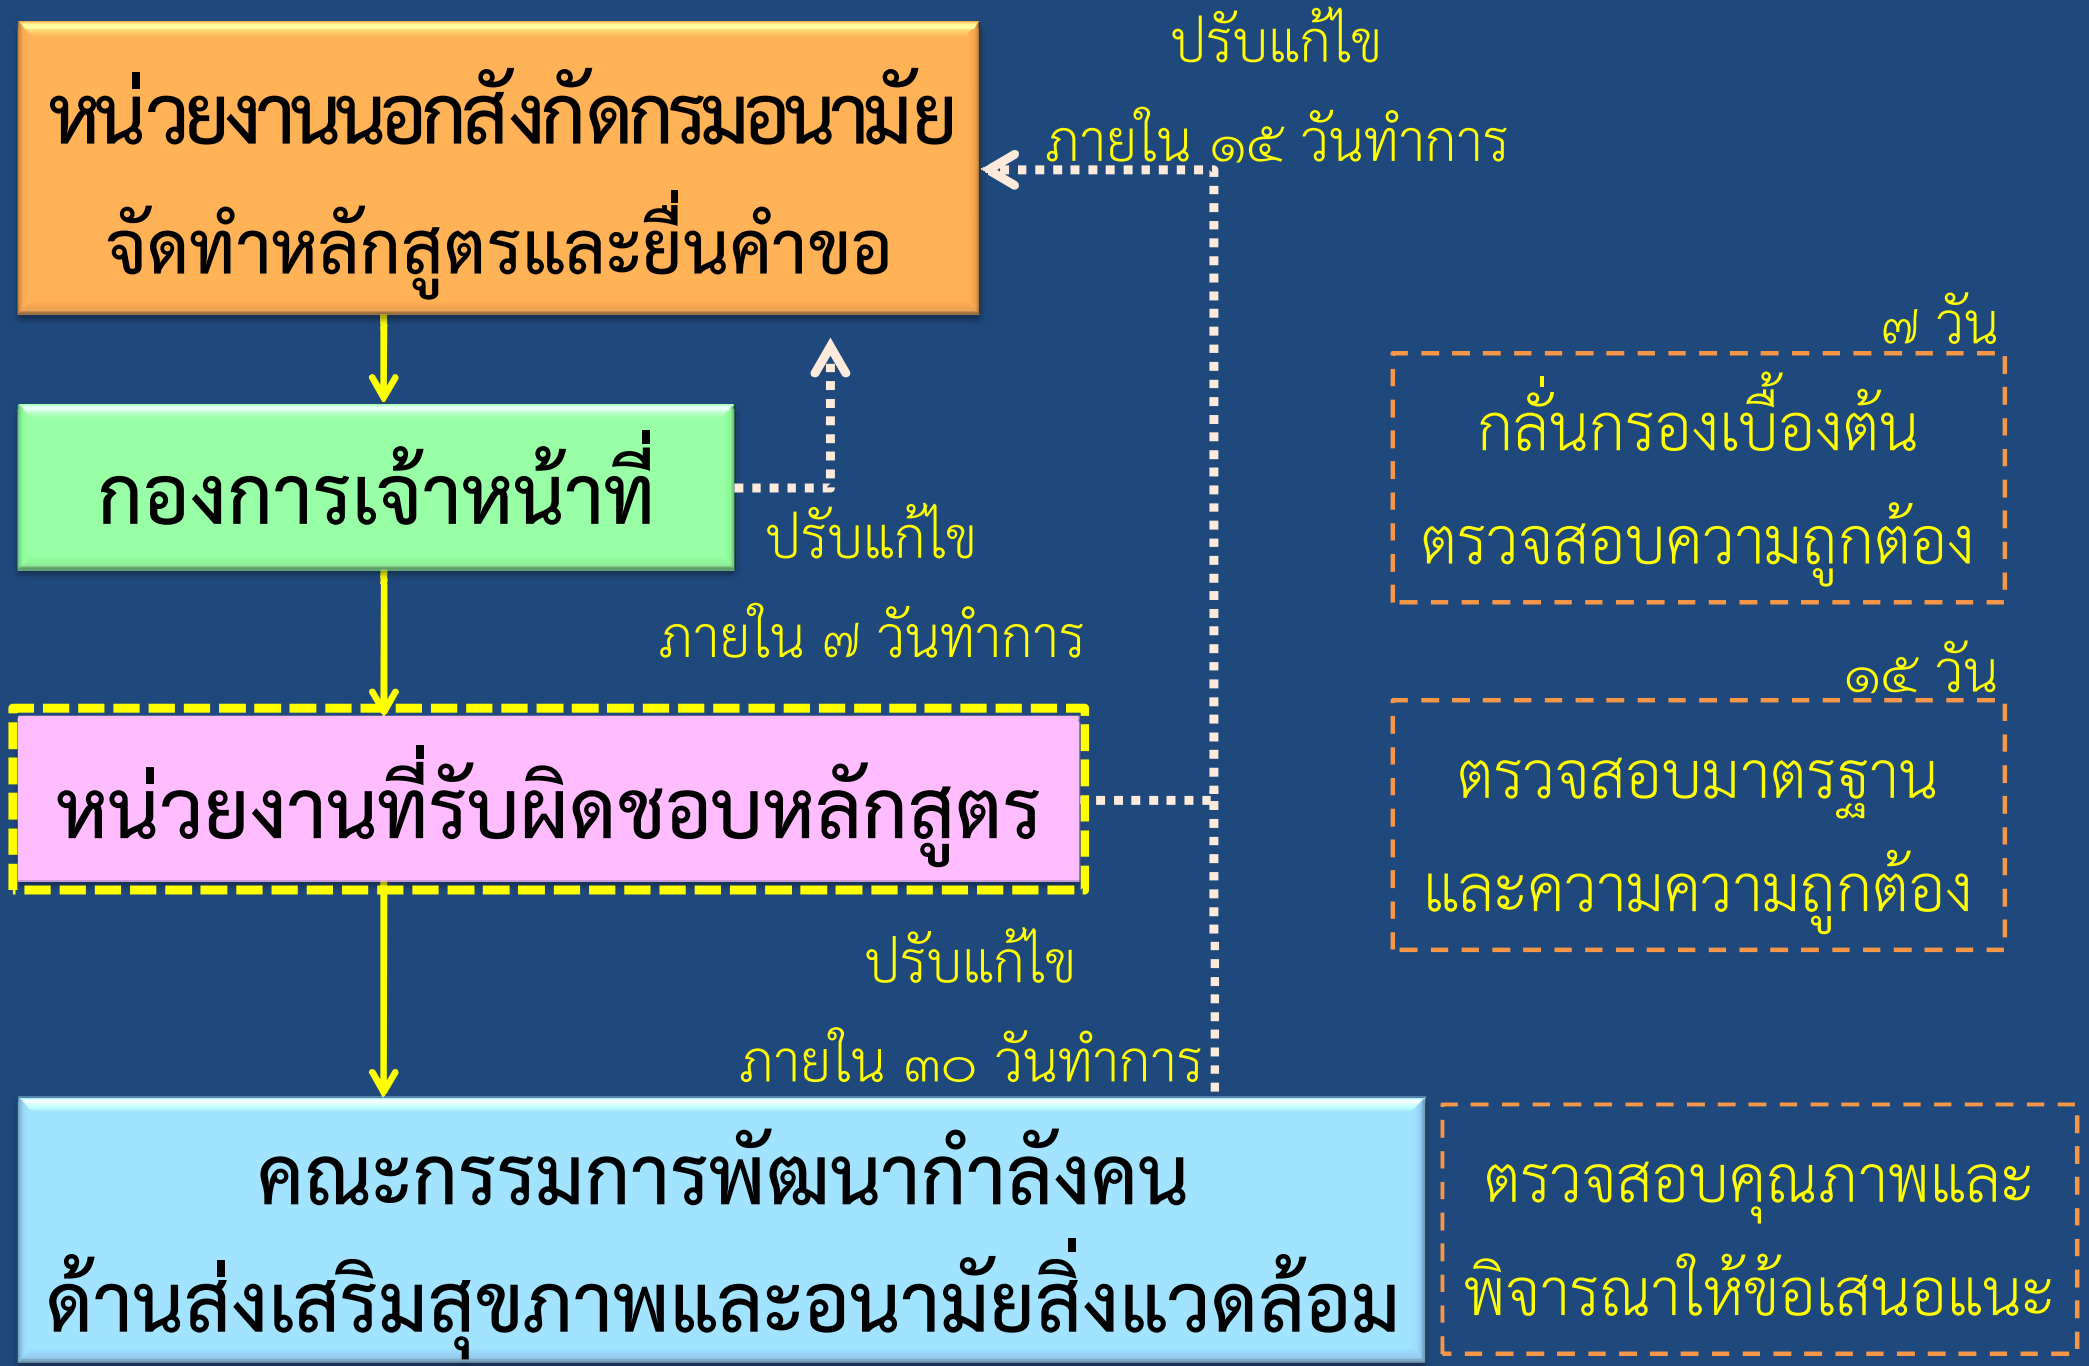 ปรับแก้ไข
ภายใน ๑๕ วันทำการ
หน่วยงานนอกสังกัดกรมอนามัย
จัดทำหลักสูตรและยื่นคำขอ
๗ วัน
กลั่นกรองเบื้องต้น
ตรวจสอบความถูกต้อง
กองการเจ้าหน้าที่
ปรับแก้ไข
ภายใน ๗ วันทำการ
๑๕ วัน
ตรวจสอบมาตรฐาน
และความความถูกต้อง
หน่วยงานที่รับผิดชอบหลักสูตร
ปรับแก้ไข
ภายใน ๓๐ วันทำการ
คณะกรรมการพัฒนากำลังคน
ด้านส่งเสริมสุขภาพและอนามัยสิ่งแวดล้อม
ตรวจสอบคุณภาพและ
พิจารณาให้ข้อเสนอแนะ